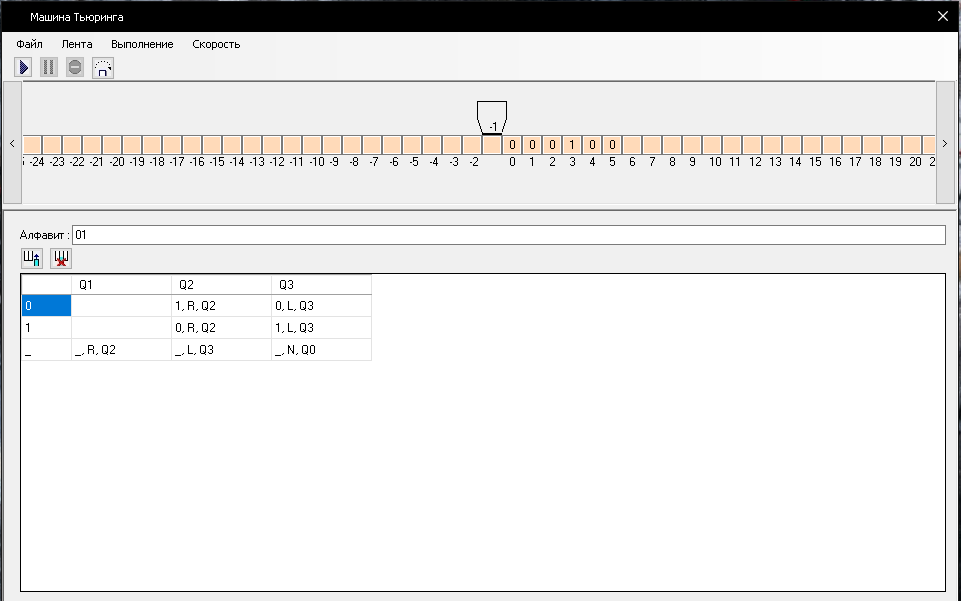 Машина Тьюринга
Файл Лента Выполнение Скорость
-1
0 0 0 1 0 0
-24 -23 -22 -21 -20 -19 -18 -17 -16 -15 -14 -13 -12 -11 -10 -9 -8 -7 -6 -5 -4 -3 -2 0 1 2 3 4 5 6 7 8 9 10 11 12 13 14 15 16 17 18 19 20 2
Алфавит : 01
Q1 Q2 Q3
0 1, R, Q2 0, L, Q3
1 0, R, Q2 1, L, Q3
_ _, R, Q2 _, L, Q3 _, N, Q0